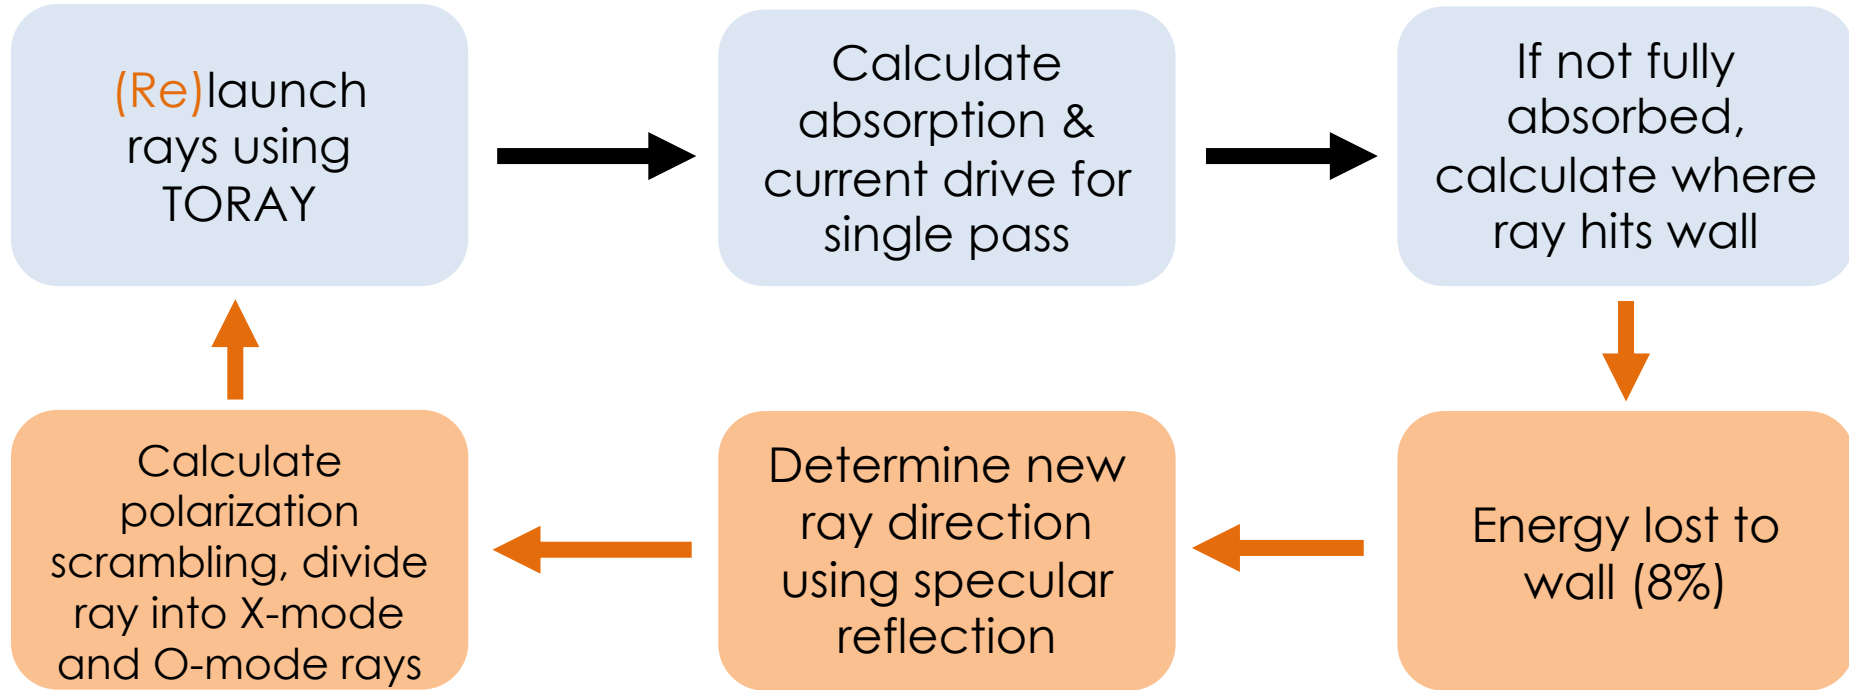 (Re)launch
rays using
TORAY
Calculate
absorption &
current drive for
single pass
If not fully
absorbed,
calculate where
ray hits wall
Calculate
polarization
scrambling, divide
ray into X-mode
and O-mode rays
Determine new
ray direction
using specular
reflection
Energy lost to
wall (8%)